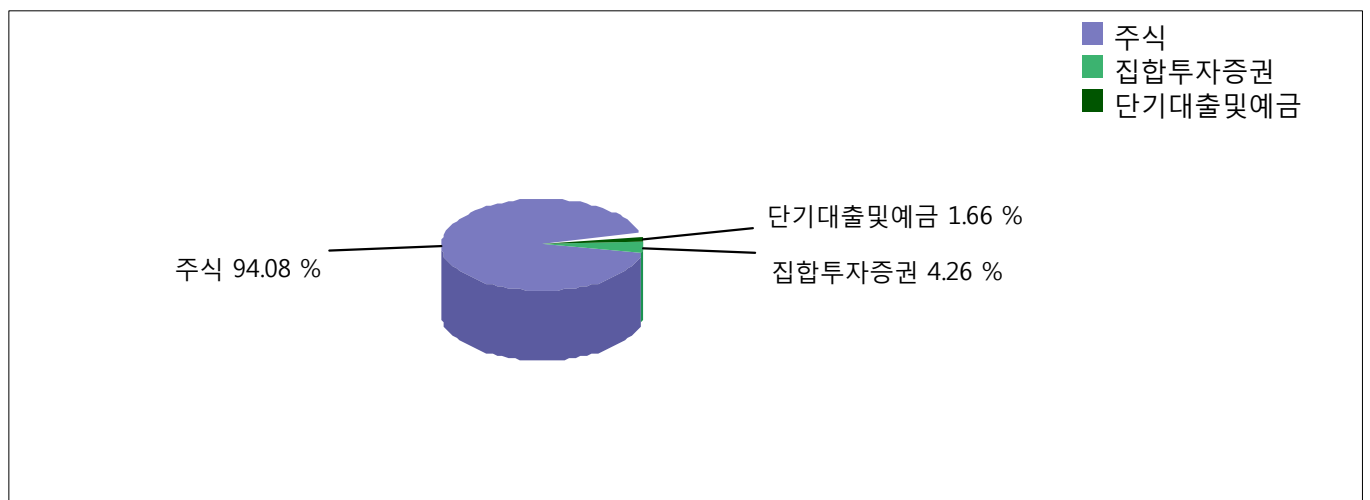 주식
집합투자증권
단기대출및예금
단기대출및예금 1.66 %
주식 94.08 %
집합투자증권 4.26 %